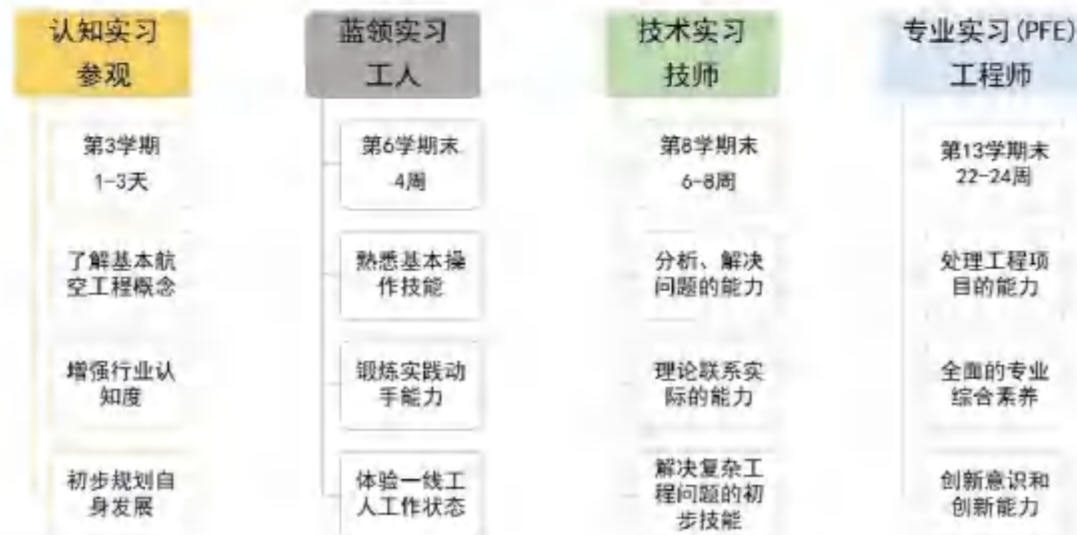 认知实习
参观
第3学期
1-3天
了解基本航
空工程概念
增强行业认
知度
初步规划自
身发展
蓝领实习
工人
第6学期末
4周
熟悉基本操
作技能
锻炼实践动
手能力
体验一线工
人工作状态
技术实习
技师
第8学期末
6-8周
分析、解决
问题的能力
理论联系实
际的能力
解决复杂工
程问题的初
步技能
专业实习(PFE)
工程师
第13学期末
22-24周
处理工程项
目的能力
全面的专业
综合素养
创新意识和
创新能力